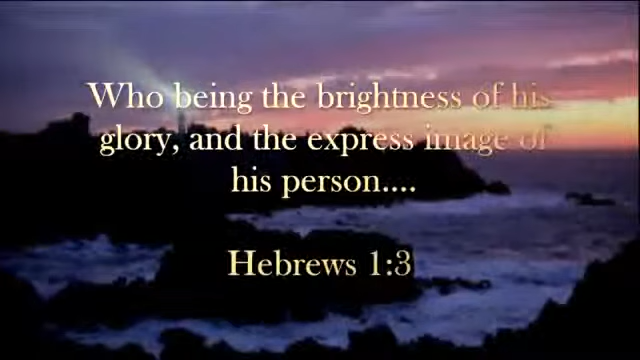 Who being the brightness of his
glory, and the express image of
his person....
Hebrews 1:3